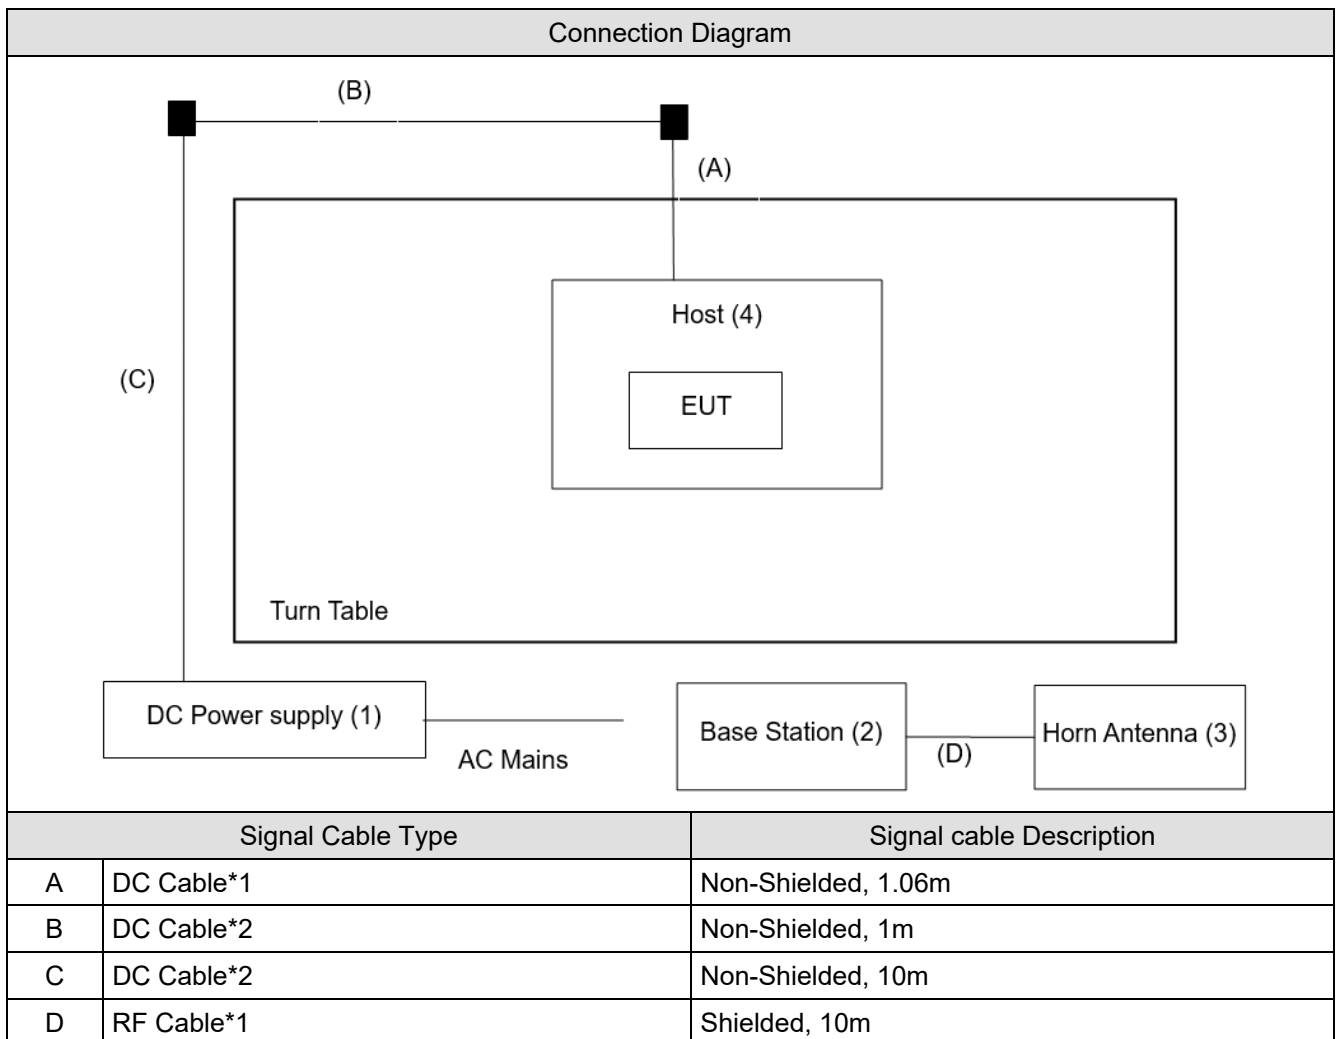 Connection Diagram
(B)
(A)
Host (4)
(C)
EUT
Turn Table
DC Power supply (1)
AC Mains
Base Station (2)
(D)
Horn Antenna (3)
Signal Cable Type Signal cable Description
A DC Cable*1 Non-Shielded, 1.06m
B DC Cable*2 Non-Shielded, 1m
C DC Cable*2 Non-Shielded, 10m
D RF Cable*1 Shielded, 10m